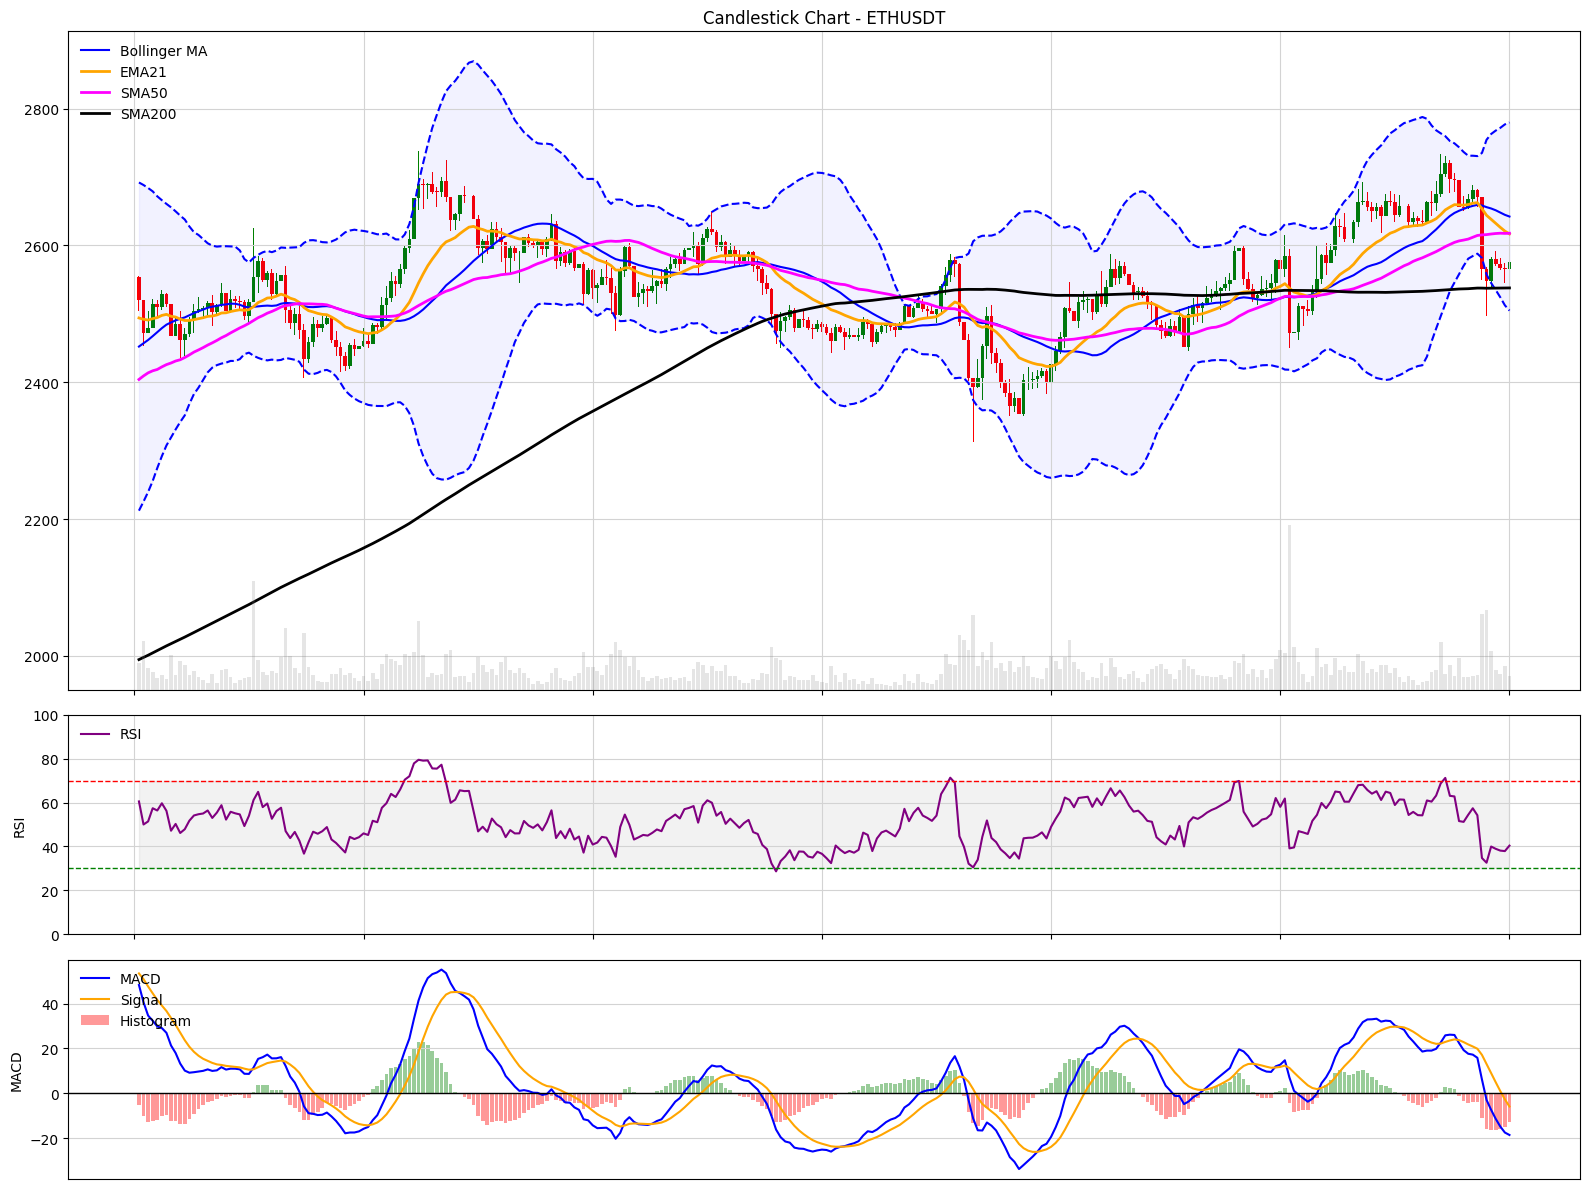 Candlestick Chart - ETHUSDT
Bollinger MA
EMA21
SMA50
SMA200
2800
2600
2400
2200
2000
RSI
100
80
60
40
20
0
RSI
MACD
Signal
Histogram
40
20
0
−20
MACD